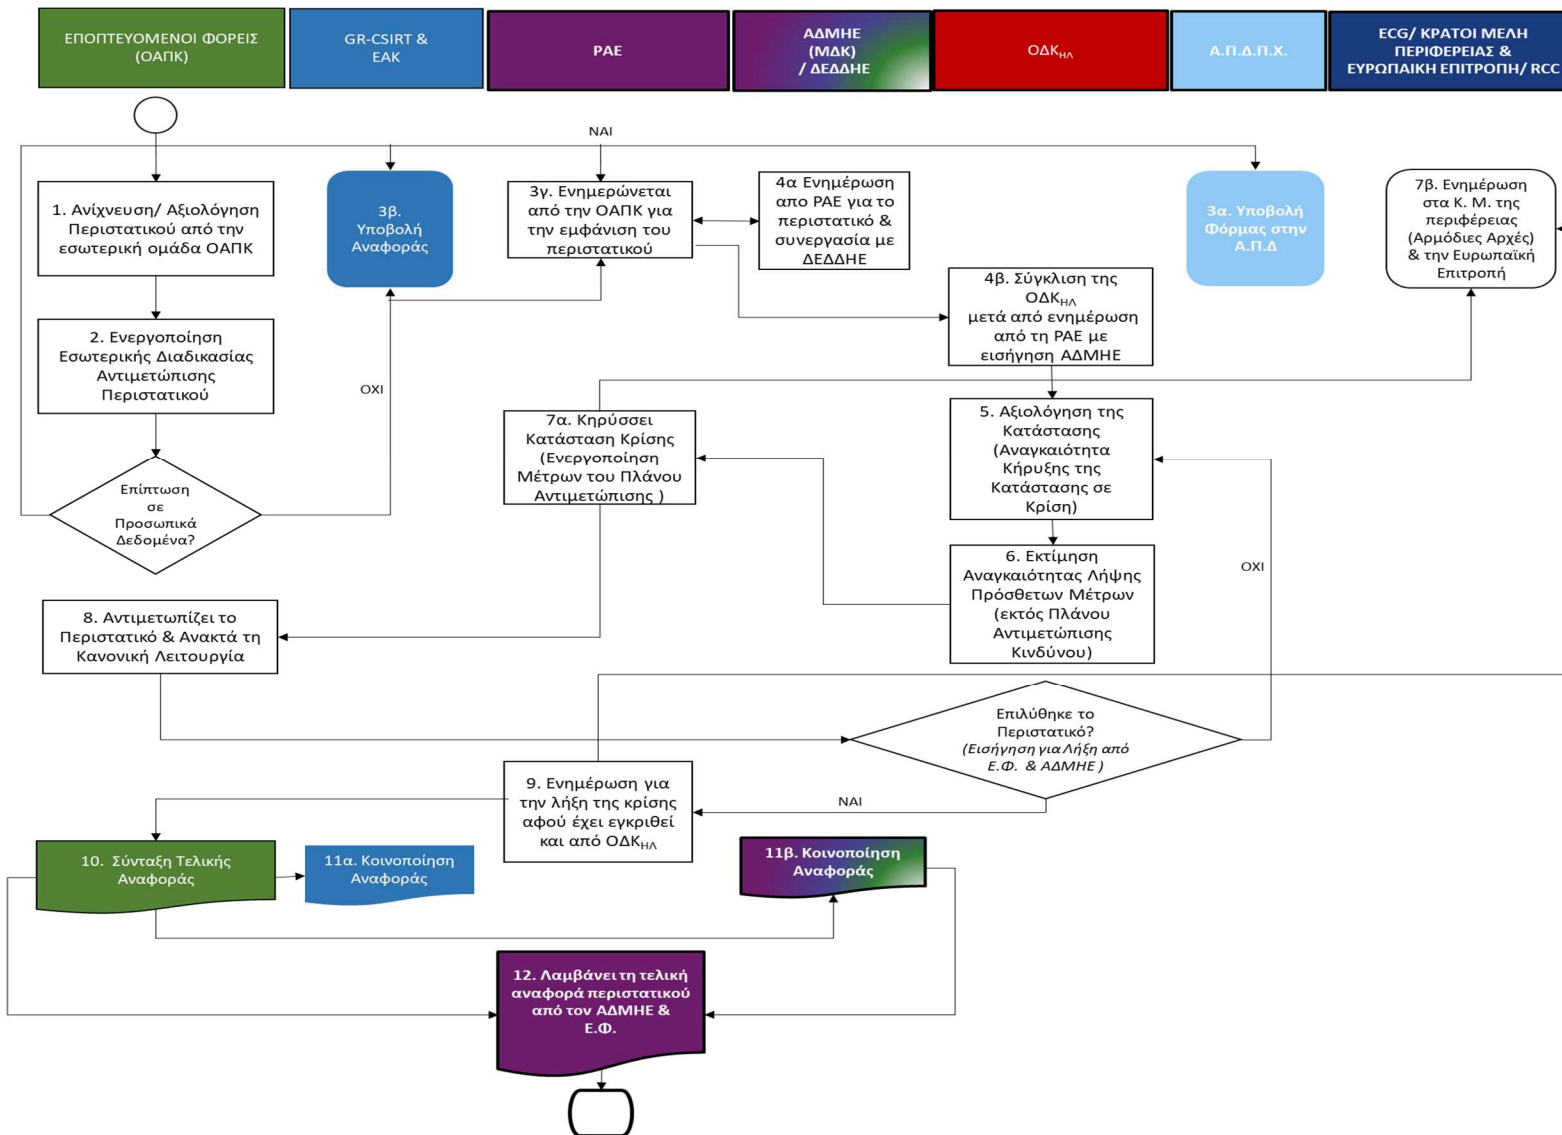 ΕΠΟΠΤΕΥΟΜΕΝΟΙ ΦΟΡΕΙΣ
(ΟΑΠΚ)
GR-CSIRT &
ΕΑΚ
ΡΑΕ
ΑΔΜΗΕ
(ΜΔΚ)
/ ΔΕΔΔΗΕ
ΟΔΚΗΛ
Α.Π.Δ.Π.Χ.
ECG/ ΚΡΑΤΟΙ ΜΕΛΗ
ΠΕΡΙΦΕΡΕΙΑΣ &
ΕΥΡΩΠΑΙΚΗ ΕΠΙΤΡΟΠΗ/ RCC
ΝΑΙ
1. Ανίχνευση/ Αξιολόγηση
Περιστατικού από την
εσωτερική ομάδα ΟΑΠΚ
3β.
Υποβολή
Αναφοράς
3γ. Ενημερώνεται
από την ΟΑΠΚ για
την εμφάνιση του
περιστατικού
4α Ενημέρωση
απο ΡΑΕ για το
περιστατικό &
συνεργασία με
ΔΕΔΔΗΕ
3α. Υποβολή
Φόρμας στην
Α.Π.Δ
7β. Ενημέρωση
στα Κ. Μ. της
περιφέρειας
(Αρμόδιες Αρχές)
& την Ευρωπαϊκή
Επιτροπή
4β. Σύγκλιση της
ΟΔΚΗΛ
μετά από ενημέρωση
από τη ΡΑΕ με
εισήγηση ΑΔΜΗΕ
2. Ενεργοποίηση
Εσωτερικής Διαδικασίας
Αντιμετώπισης
Περιστατικού
ΟΧΙ
7α. Κηρύσσει
Κατάσταση Κρίσης
(Ενεργοποίηση
Μέτρων του Πλάνου
Αντιμετώπισης )
5. Αξιολόγηση της
Κατάστασης
(Αναγκαιότητα
Κήρυξης της
Κατάστασης σε
Κρίση)
Επίπτωση
σε
Προσωπικά
Δεδομένα?
6. Εκτίμηση
Αναγκαιότητας Λήψης
Πρόσθετων Μέτρων
(εκτός Πλάνου
Αντιμετώπισης
Κινδύνου)
ΟΧΙ
8. Αντιμετωπίζει το
Περιστατικό & Ανακτά τη
Κανονική Λειτουργία
Επιλύθηκε το
Περιστατικό?
(Εισήγηση για Λήξη από
Ε.Φ. & ΑΔΜΗΕ )
9. Ενημέρωση για
την λήξη της κρίσης
αφού έχει εγκριθεί
και από ΟΔΚΗΛ
ΝΑΙ
10. Σύνταξη Τελικής
Αναφοράς
11α. Κοινοποίηση
Αναφοράς
11β. Κοινοποίηση
Αναφοράς
12. Λαμβάνει τη τελική
αναφορά περιστατικού
από τον ΑΔΜΗΕ &
Ε.Φ.